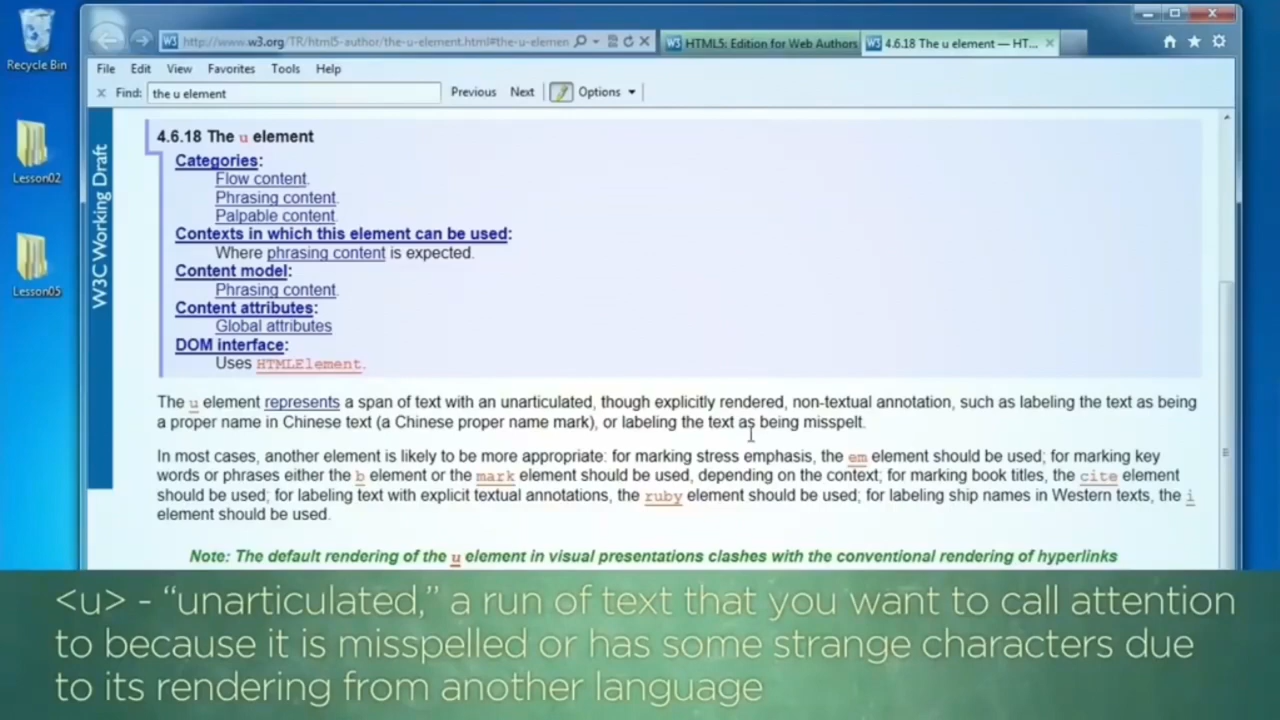 Recycle Bin
Lesson02
Lesson05
http://www.w3.org/TR/html5-author/the-u-element.html#the-u-elemen
HTML5: Edition for Web Authors
4.6.18 The u element — HT...
File Edit View Favorites Tools Help
Find: the u element Previous Next Options
W3C Working Draft
4.6.18 The u element
Categories:
Flow content.
Phrasing content.
Palpable content.
Contexts in which this element can be used:
Where phrasing content is expected.
Content model:
Phrasing content.
Content attributes:
Global attributes
DOM interface:
Uses HTMLElement.
The u element represents a span of text with an unarticulated, though explicitly rendered, non-textual annotation, such as labeling the text as being
a proper name in Chinese text (a Chinese proper name mark), or labeling the text as being misspelt.
In most cases, another element is likely to be more appropriate: for marking stress emphasis, the em element should be used; for marking key
words or phrases either the b element or the mark element should be used, depending on the context; for marking book titles, the cite element
should be used; for labeling text with explicit textual annotations, the ruby element should be used; for labeling ship names in Western texts, the i
element should be used.
Note: The default rendering of the u element in visual presentations clashes with the conventional rendering of hyperlinks
<u> - “unarticulated,” a run of text that you want to call attention
to because it is misspelled or has some strange characters due
to its rendering from another language